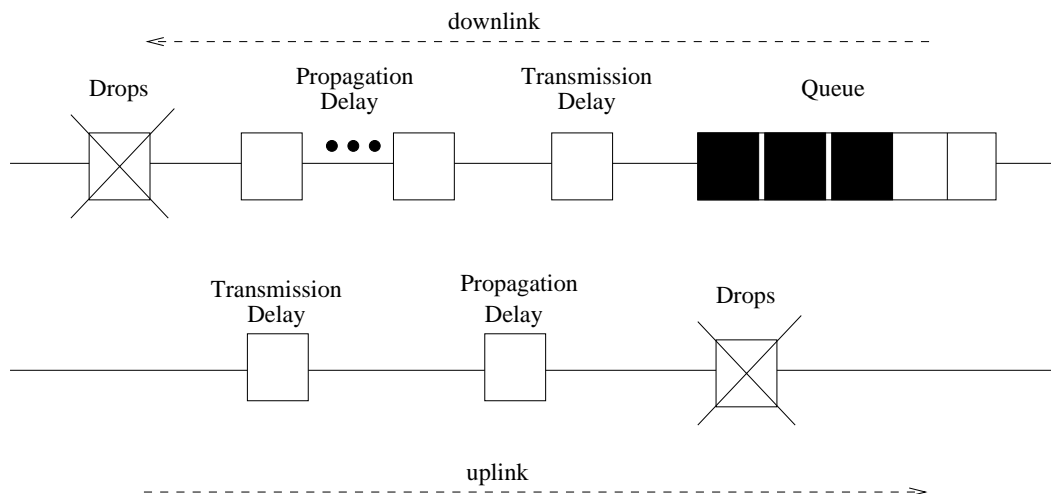 downlink
Drops
Propagation
Delay
Transmission
Delay
Queue
Transmission
Delay
Propagation
Delay
Drops
uplink